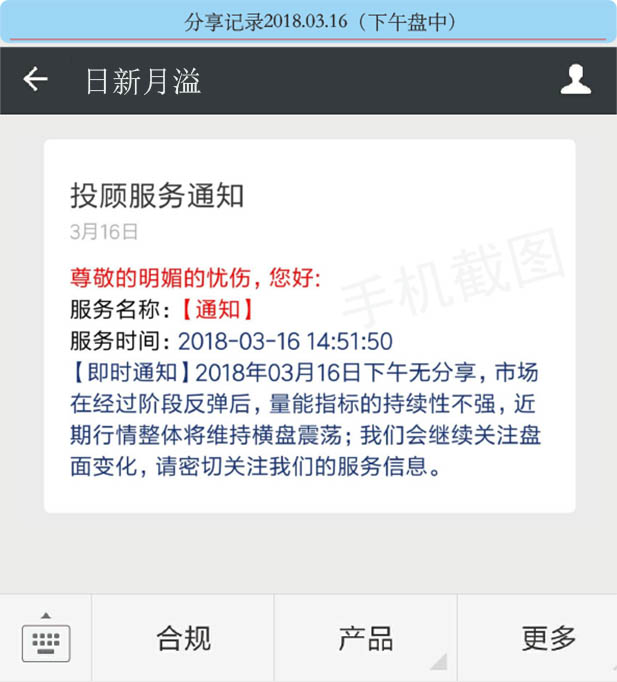 分享记录2018.03.16（下午盘中）
日新月溢
投顾服务通知
3月16日
尊敬的明媚的忧伤，您好:
服务名称:【通知】
服务时间: 2018-03-16 14:51:50
【即时通知】2018年03月16日下午无分享，市场
在经过阶段反弹后，量能指标的持续性不强，近
期行情整体将维持横盘震荡；我们会继续关注盘
面变化，请密切关注我们的服务信息。
手机截图
合规
产品
更多